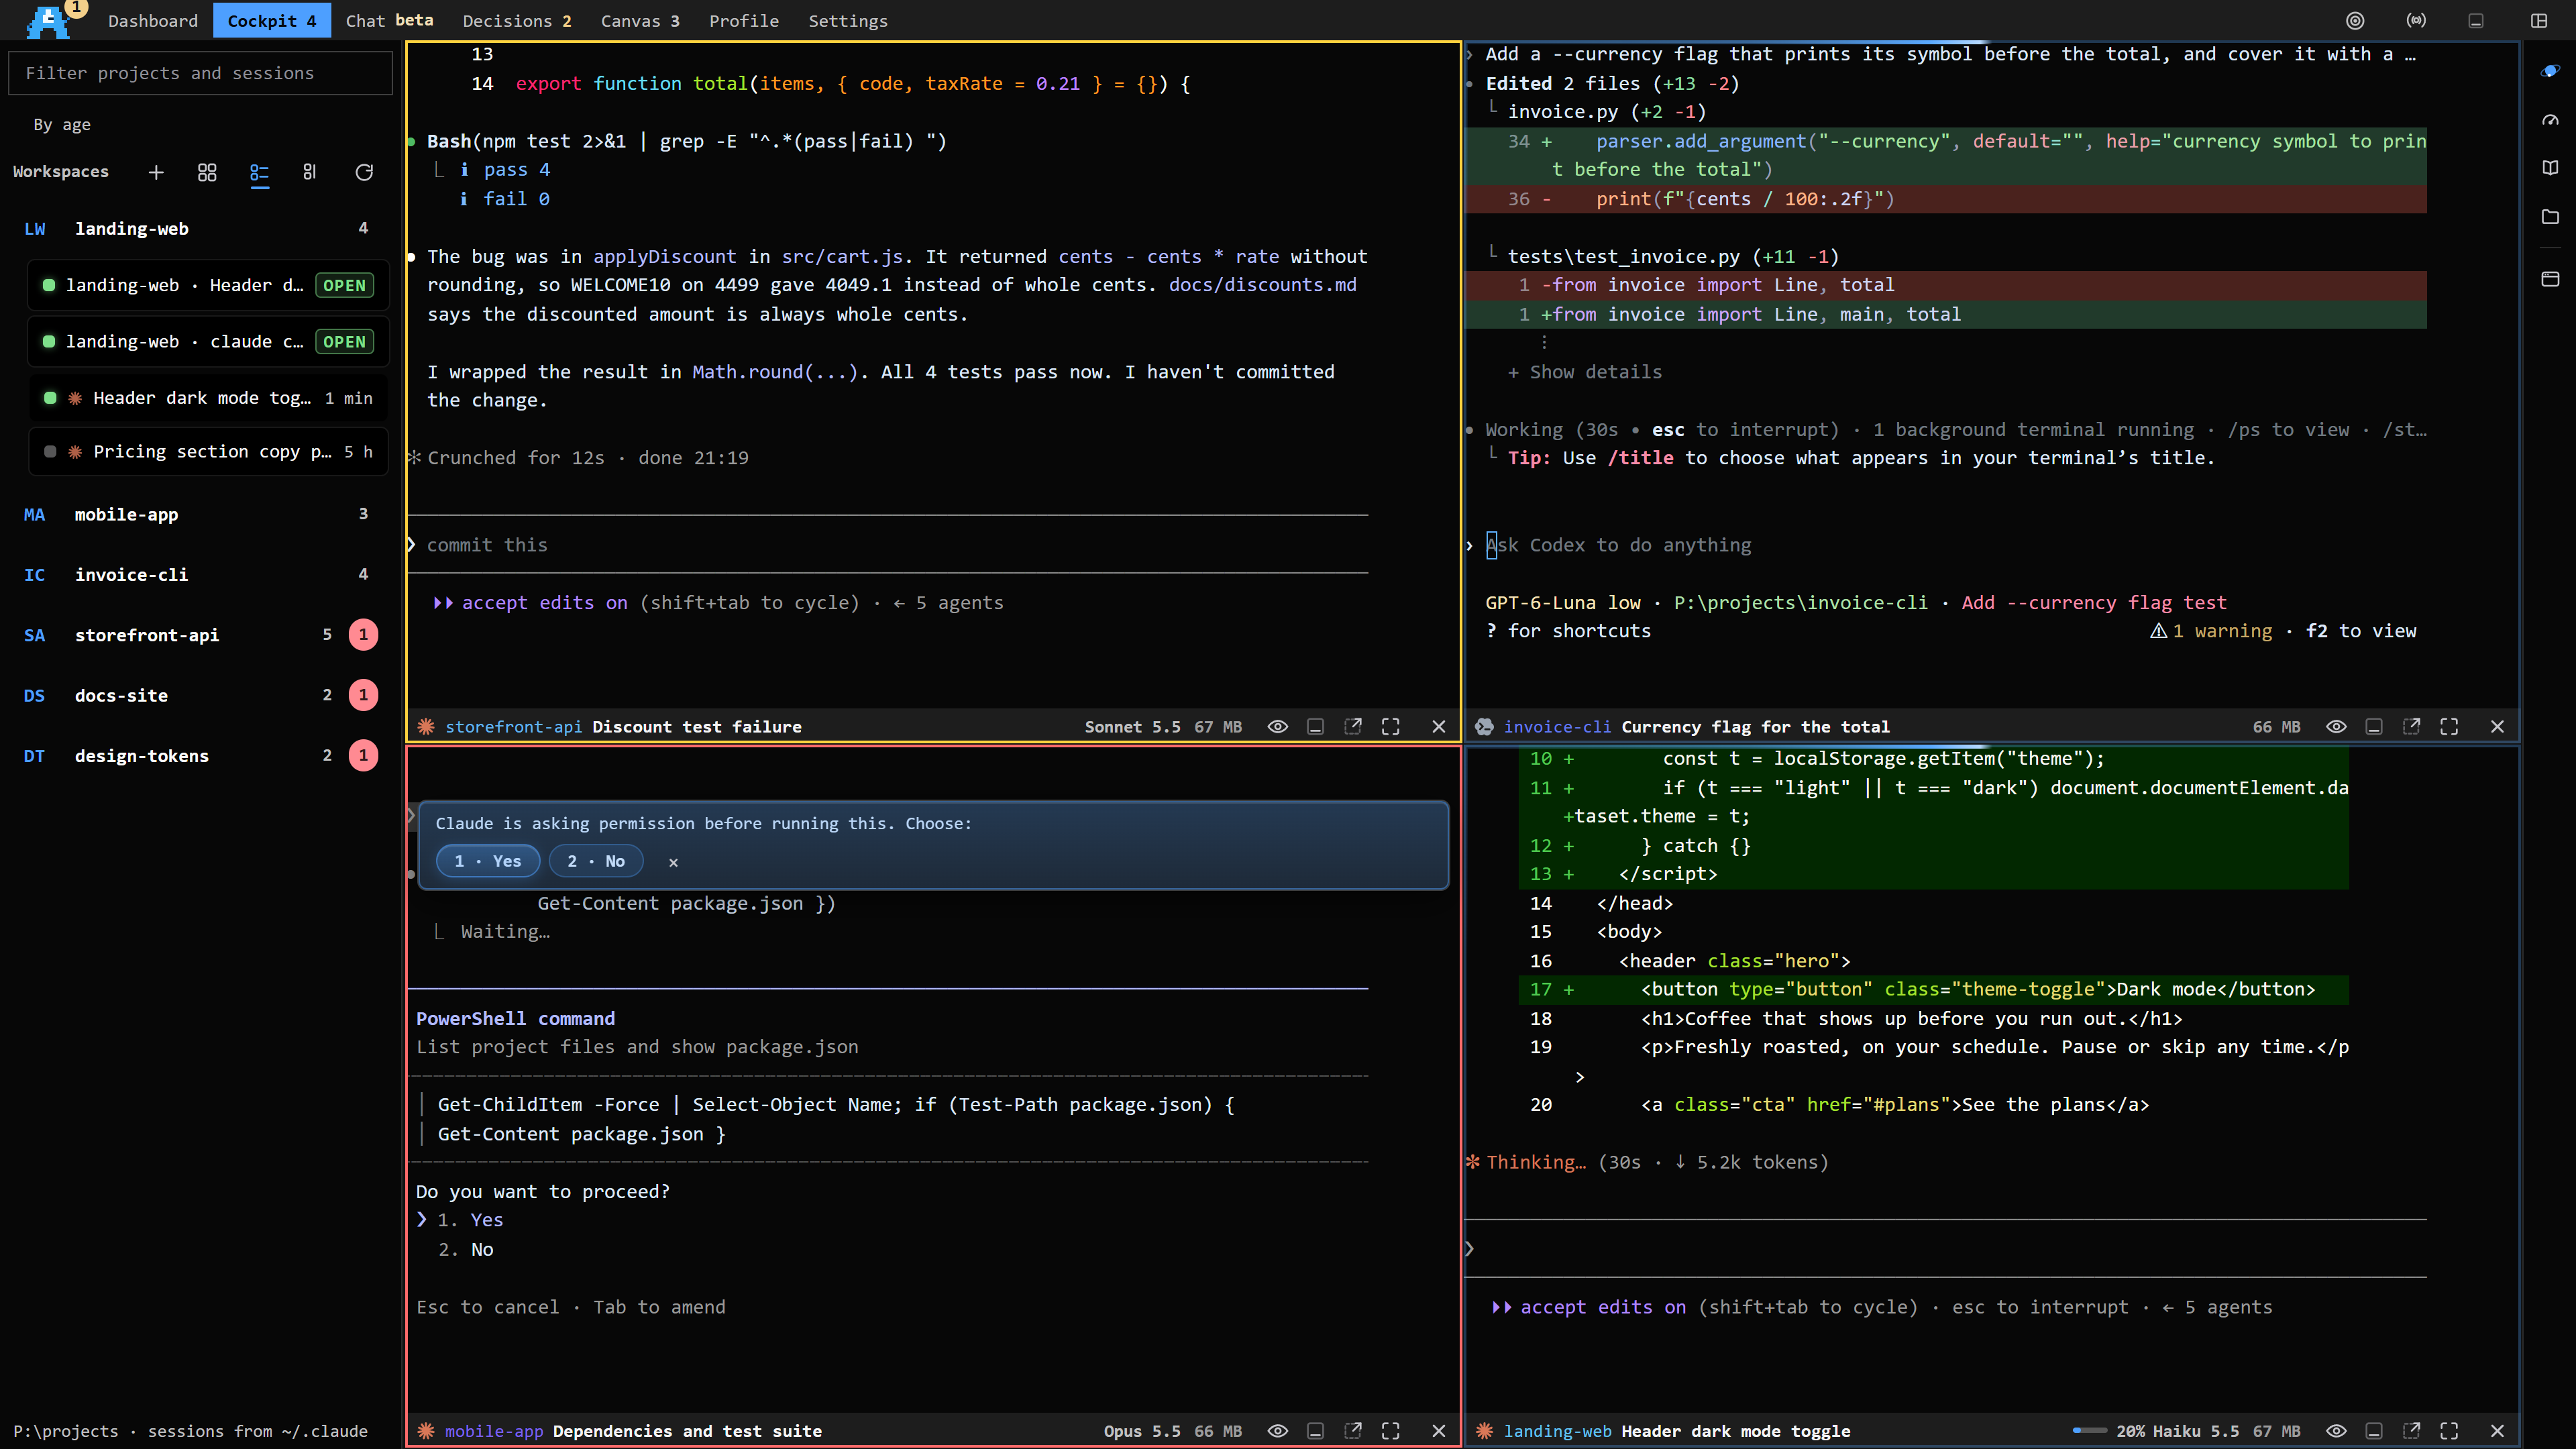 1
Dashboard
Cockpit 4
Chat beta
Decisions 2
Canvas 3
Profile
Settings
Filter projects and sessions
By age
Workspaces
LW landing-web 4
landing-web · Header d… OPEN
landing-web · claude c… OPEN
Header dark mode tog… 1 min
Pricing section copy p… 5 h
MA mobile-app 3
IC invoice-cli 4
SA storefront-api 5 1
DS docs-site 2 1
DT design-tokens 2 1
P:\projects · sessions from ~/.claude
13
14 export function total(items, { code, taxRate = 0.21 } = {}) {
Bash(npm test 2>&1 | grep -E "^.*(pass|fail) ")
ℹ pass 4
ℹ fail 0
The bug was in applyDiscount in src/cart.js. It returned cents - cents * rate without
rounding, so WELCOME10 on 4499 gave 4049.1 instead of whole cents. docs/discounts.md
says the discounted amount is always whole cents.
I wrapped the result in Math.round(...). All 4 tests pass now. I haven't committed
the change.
✻ Crunched for 12s · done 21:19
❯ commit this
⏵⏵ accept edits on (shift+tab to cycle) · ← 5 agents
storefront-api Discount test failure Sonnet 5.5 67 MB
› Add a --currency flag that prints its symbol before the total, and cover it with a …
• Edited 2 files (+13 -2)
└ invoice.py (+2 -1)
34 + parser.add_argument("--currency", default="", help="currency symbol to prin
t before the total")
36 - print(f"{cents / 100:.2f}")
└ tests\test_invoice.py (+11 -1)
1 -from invoice import Line, total
1 +from invoice import Line, main, total
⋮
+ Show details
• Working (30s • esc to interrupt) · 1 background terminal running · /ps to view · /st…
└ Tip: Use /title to choose what appears in your terminal’s title.
› Ask Codex to do anything
GPT-6-Luna low · P:\projects\invoice-cli · Add --currency flag test
? for shortcuts ⚠ 1 warning · f2 to view
invoice-cli Currency flag for the total 66 MB
Claude is asking permission before running this. Choose:
1 · Yes 2 · No ×
Get-Content package.json })
Waiting…
PowerShell command
List project files and show package.json
Get-ChildItem -Force | Select-Object Name; if (Test-Path package.json) {
Get-Content package.json }
Do you want to proceed?
❯ 1. Yes
2. No
Esc to cancel · Tab to amend
mobile-app Dependencies and test suite Opus 5.5 66 MB
10 + const t = localStorage.getItem("theme");
11 + if (t === "light" || t === "dark") document.documentElement.da
+taset.theme = t;
12 + } catch {}
13 + </script>
14 </head>
15 <body>
16 <header class="hero">
17 + <button type="button" class="theme-toggle">Dark mode</button>
18 <h1>Coffee that shows up before you run out.</h1>
19 <p>Freshly roasted, on your schedule. Pause or skip any time.</p
>
20 <a class="cta" href="#plans">See the plans</a>
✻ Thinking… (30s · ↓ 5.2k tokens)
❯
⏵⏵ accept edits on (shift+tab to cycle) · esc to interrupt · ← 5 agents
landing-web Header dark mode toggle 20% Haiku 5.5 67 MB